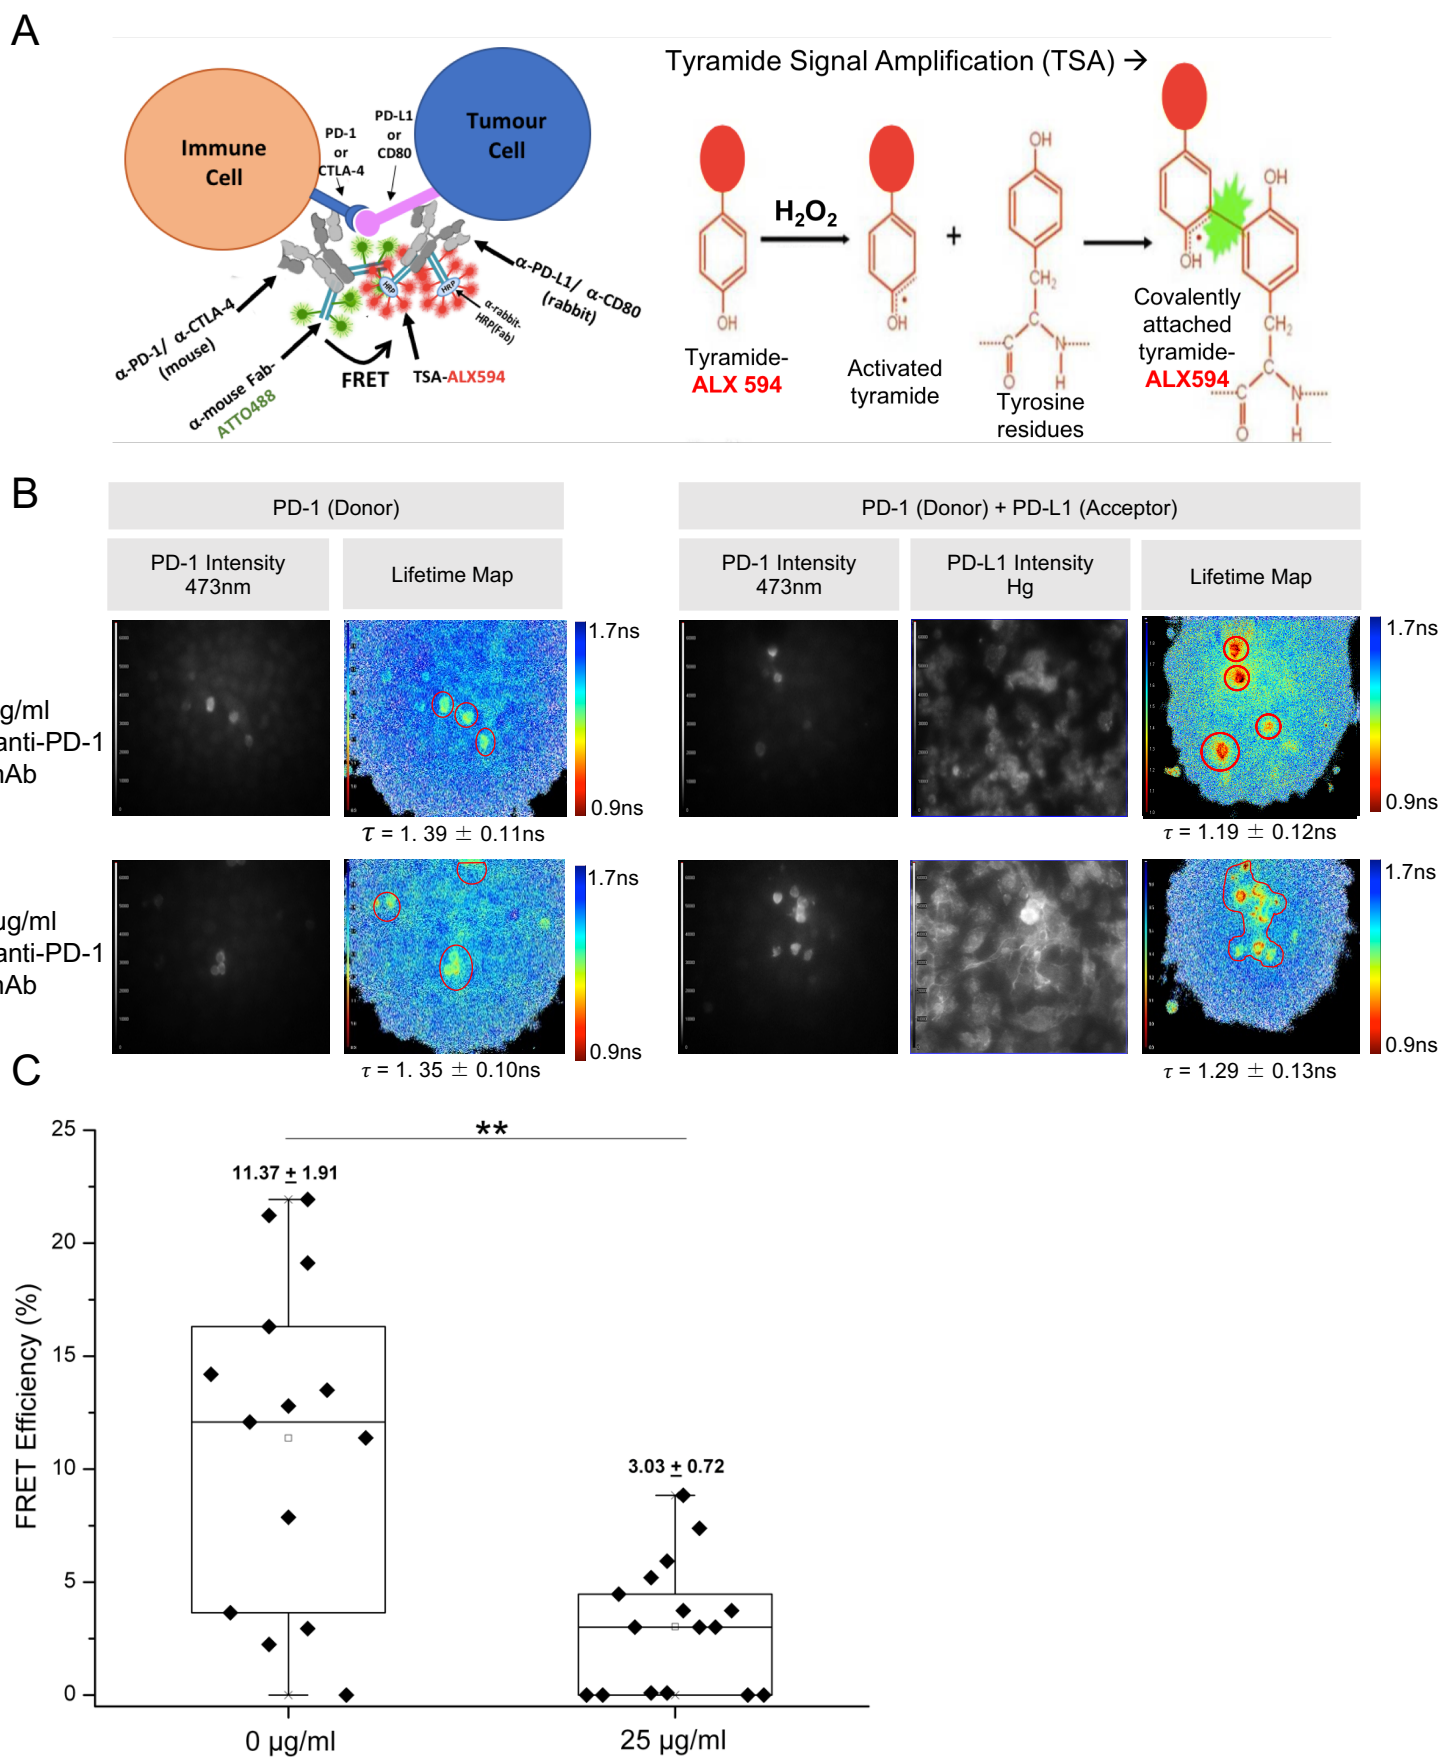 A
Immune
Cell
PD-1
or
CTLA-4
PD-L1
or
CD80
Tumour
Cell
α-PD-1/ α-CTLA-4
(mouse)
α-mouse Fab-
ATTO488
FRET
TSA-ALX594
HRP
HRP
α-rabbit-
HRP(Fab)
α-PD-L1/ α-CD80
(rabbit)
Tyramide Signal Amplification (TSA) →
OH
Tyramide-
ALX 594
H2O2
OH
Activated
tyramide
+
OH
CH2
C
N
O
H
Tyrosine
residues
OH
OH
CH2
C
C
N
O
H
Covalently
attached
tyramide-
ALX594
B
PD-1 (Donor)
PD-1 (Donor) + PD-L1 (Acceptor)
PD-1 Intensity
473nm
Lifetime Map
PD-1 Intensity
473nm
PD-L1 Intensity
Hg
Lifetime Map
g/ml
anti-PD-1
Ab
1.7ns
0.9ns
1.7ns
0.9ns
τ = 1. 39 ± 0.11ns
τ = 1.19 ± 0.12ns
g/ml
anti-PD-1
Ab
1.7ns
0.9ns
1.7ns
0.9ns
τ = 1. 35 ± 0.10ns
τ = 1.29 ± 0.13ns
C
FRET Efficiency (%)
25
20
15
10
5
0
**
11.37 ± 1.91
3.03 ± 0.72
0 µg/ml
25 µg/ml